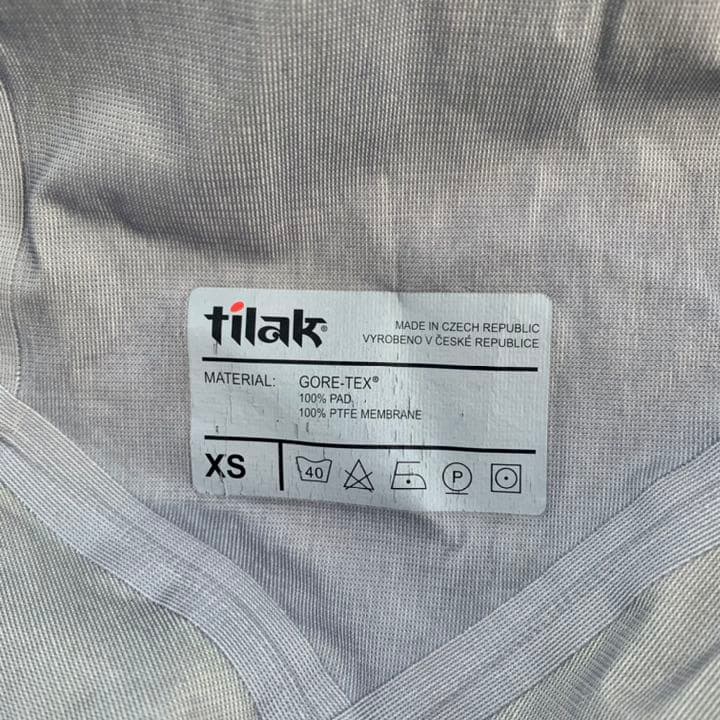 tilak®
MADE IN CZECH REPUBLIC
VYROBENO V ČESKÉ REPUBLICE
MATERIAL: GORE-TEX®
100% PAD
100% PTFE MEMBRANE
XS 40 P